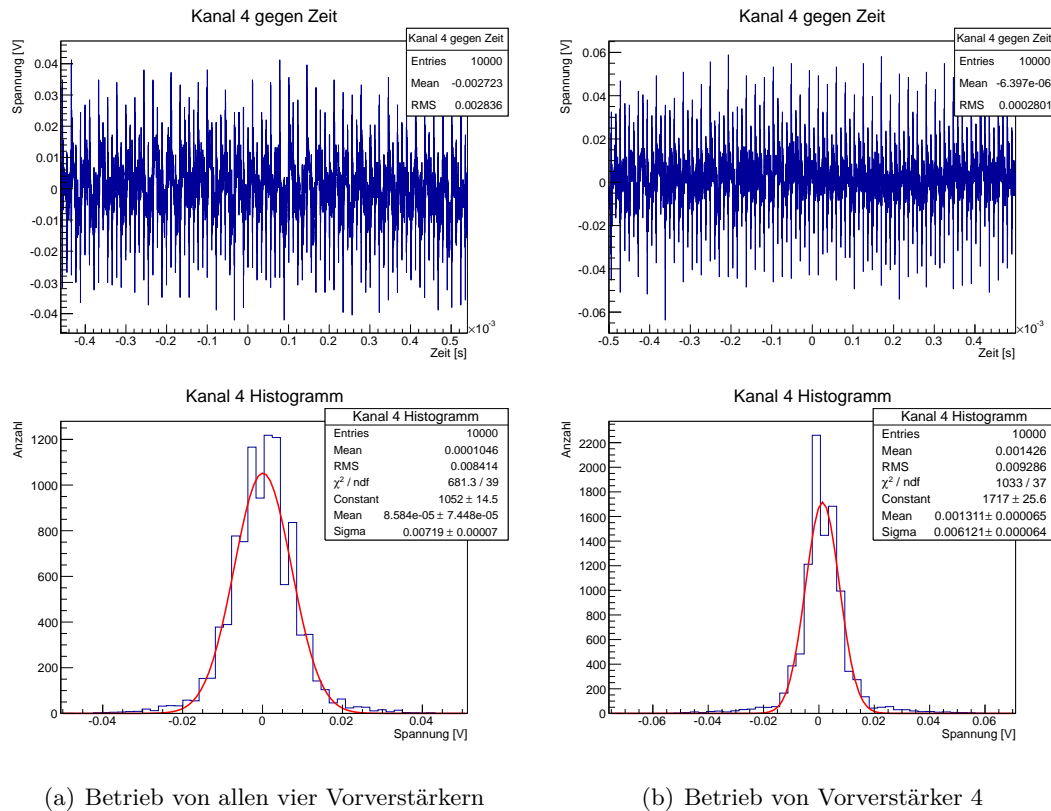 Kanal 4 gegen Zeit
Kanal 4 gegen Zeit
Entries 10000
Mean -0.002723
RMS 0.002836
Spannung [V]
0.04
0.03
0.02
0.01
0
-0.01
-0.02
-0.03
-0.04
-0.4 -0.3 -0.2 -0.1 0 0.1 0.2 0.3 0.4 0.5
×10⁻³
Zeit [s]
Kanal 4 gegen Zeit
Kanal 4 gegen Zeit
Entries 10000
Mean -6.397e-06
RMS 0.0002801
Spannung [V]
0.06
0.04
0.02
0
-0.02
-0.04
-0.06
-0.5 -0.4 -0.3 -0.2 -0.1 0 0.1 0.2 0.3 0.4
×10⁻³
Zeit [s]
Kanal 4 Histogramm
Kanal 4 Histogramm
Entries 10000
Mean 0.0001046
RMS 0.008414
χ² / ndf 681.3 / 39
Constant 1052 ± 14.5
Mean 8.584e-05 ± 7.448e-05
Sigma 0.00719 ± 0.00007
Anzahl
1200
1000
800
600
400
200
0
-0.04 -0.02 0 0.02 0.04
Spannung [V]
Kanal 4 Histogramm
Kanal 4 Histogramm
Entries 10000
Mean 0.001426
RMS 0.009286
χ² / ndf 1033 / 37
Constant 1717 ± 25.6
Mean 0.001311 ± 0.000065
Sigma 0.006121 ± 0.000064
Anzahl
2200
2000
1800
1600
1400
1200
1000
800
600
400
200
0
-0.06 -0.04 -0.02 0 0.02 0.04 0.06
Spannung [V]
(a) Betrieb von allen vier Vorverstärkern
(b) Betrieb von Vorverstärker 4